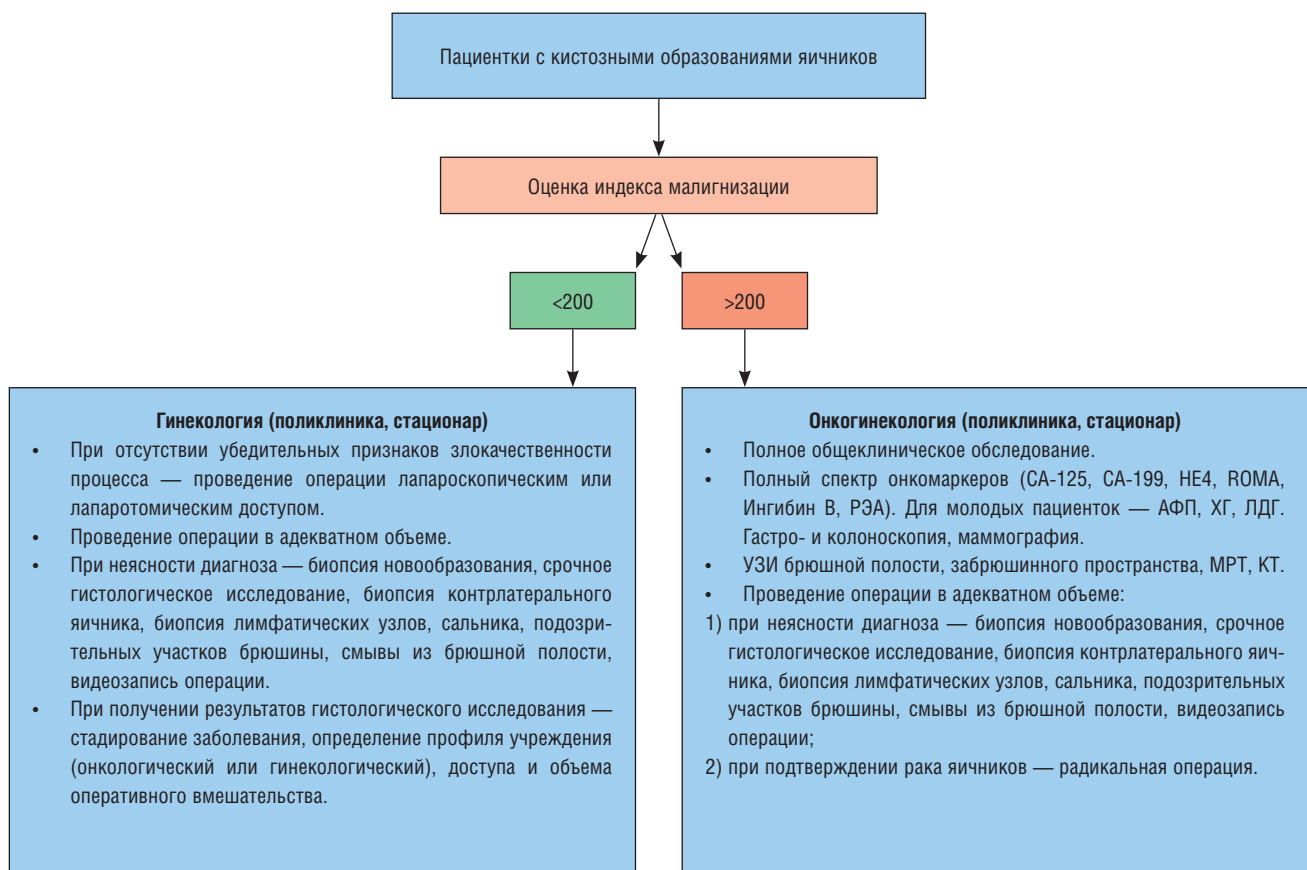 Пациентки с кистозными образованиями яичников
Оценка индекса малигнизации
<200
>200
Гинекология (поликлиника, стационар)
• При отсутствии убедительных признаков злокачественности
процесса — проведение операции лапароскопическим или
лапаротомическим доступом.
• Проведение операции в адекватном объеме.
• При неясности диагноза — биопсия новообразования, срочное
гистологическое исследование, биопсия контрлатерального
яичника, биопсия лимфатических узлов, сальника, подозри-
тельных участков брюшины, смывы из брюшной полости,
видеозапись операции.
• При получении результатов гистологического исследования —
стадирование заболевания, определение профиля учреждения
(онкологический или гинекологический), доступа и объема
оперативного вмешательства.
Онкогинекология (поликлиника, стационар)
• Полное общеклиническое обследование.
• Полный спектр онкомаркеров (СА-125, СА-199, НЕ4, ROMA,
Ингибин В, РЭА). Для молодых пациенток — АФП, ХГ, ЛДГ.
Гастро- и колоноскопия, маммография.
• УЗИ брюшной полости, забрюшинного пространства, МРТ, КТ.
• Проведение операции в адекватном объеме:
1) при неясности диагноза — биопсия новообразования, срочное
гистологическое исследование, биопсия контрлатерального яич-
ника, биопсия лимфатических узлов, сальника, подозрительных
участков брюшины, смывы из брюшной полости, видеозапись
операции;
2) при подтверждении рака яичников — радикальная операция.